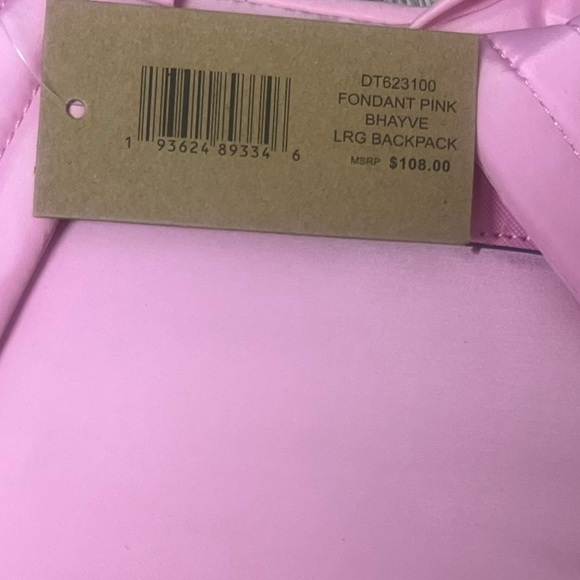 DT623100
FONDANT PINK
BHAYVE
LRG BACKPACK
MSRP $108.00
1 93624 89334 6